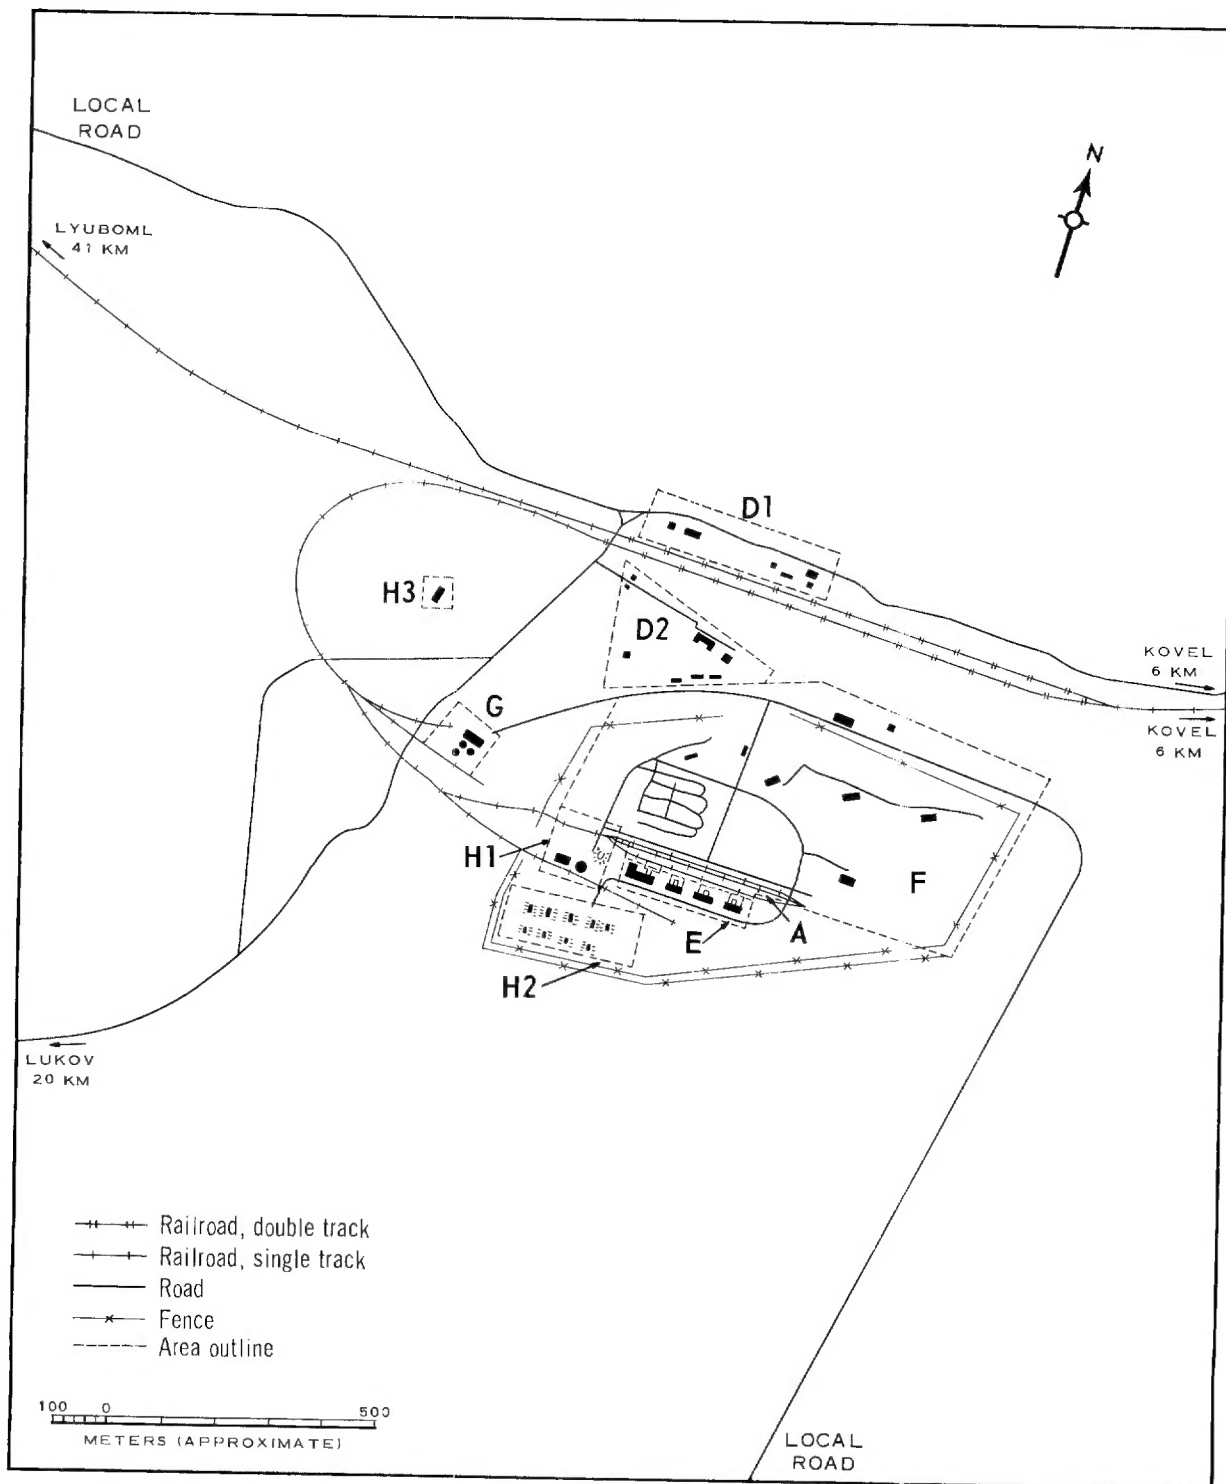 LOCAL
ROAD
N
LYUBOML
41 KM
D1
H3
D2
KOVEL
6 KM
G
KOVEL
6 KM
H1
F
E
A
H2
LUKOV
20 KM
Railroad, double track
Railroad, single track
Road
Fence
Area outline
100 0 500
METERS (APPROXIMATE)
LOCAL
ROAD